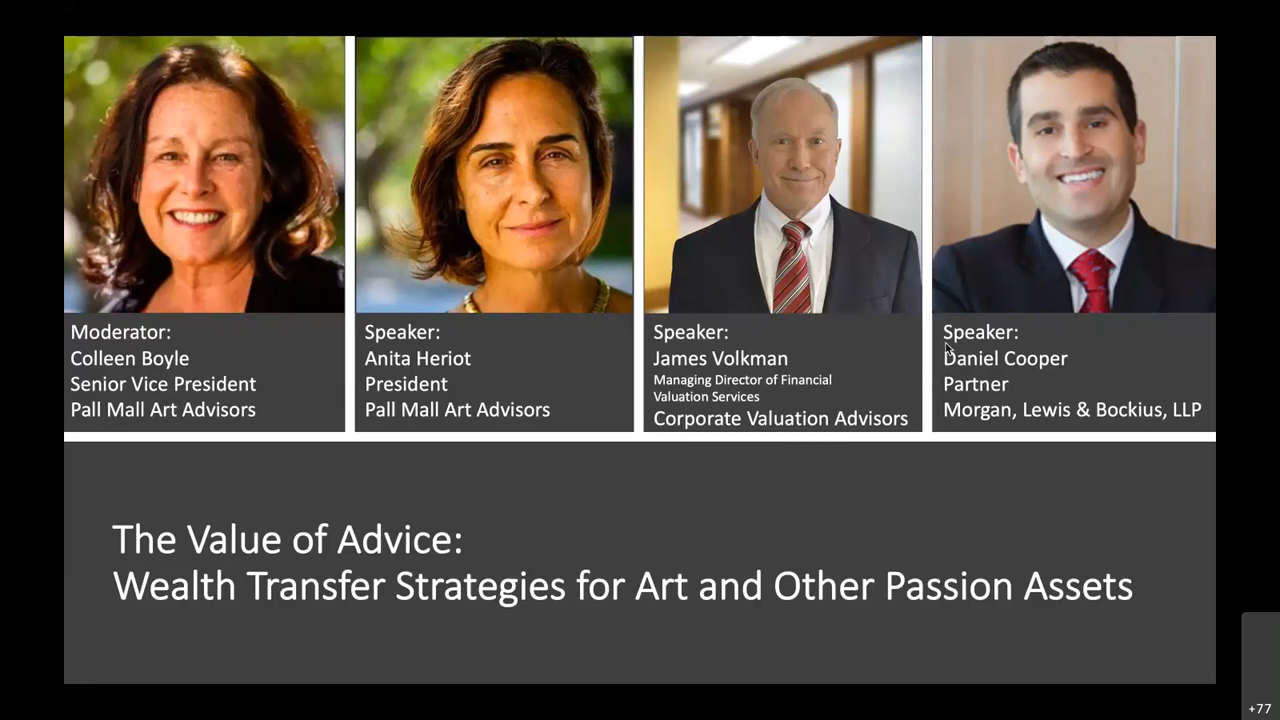 Moderator:
Colleen Boyle
Senior Vice President
Pall Mall Art Advisors
Speaker:
Anita Heriot
President
Pall Mall Art Advisors
Speaker:
James Volkman
Managing Director of Financial
Valuation Services
Corporate Valuation Advisors
Speaker:
Daniel Cooper
Partner
Morgan, Lewis & Bockius, LLP
The Value of Advice:
Wealth Transfer Strategies for Art and Other Passion Assets
+77